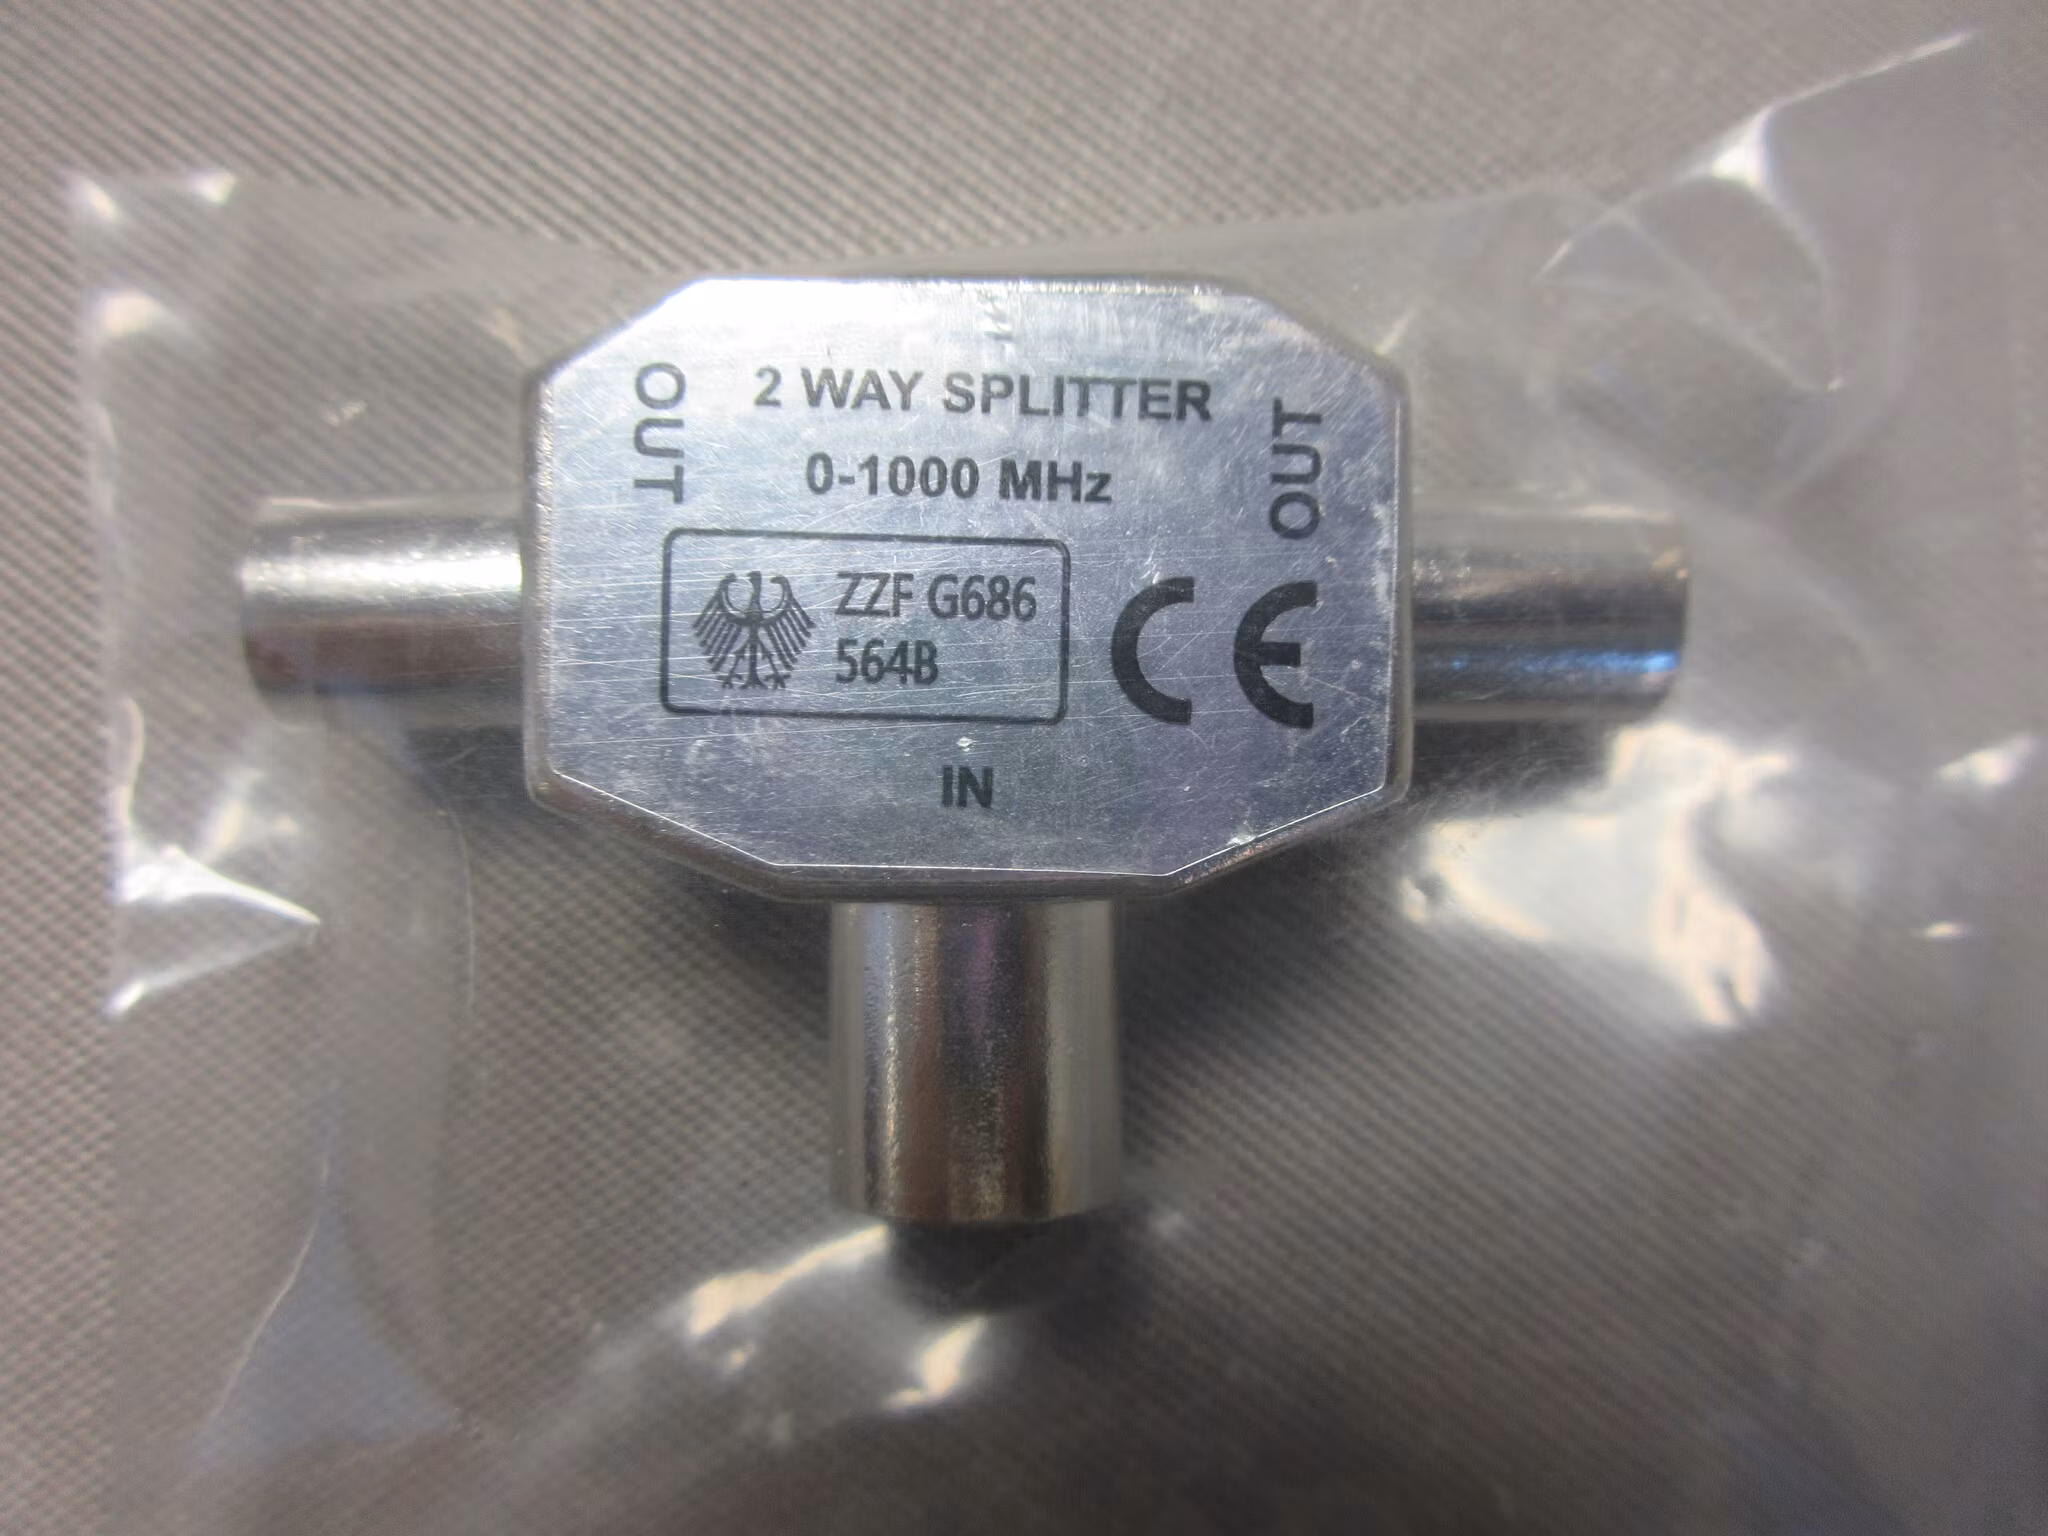 2 WAY SPLITTER
0-1000 MHz
OUT
OUT
ZZF G686
564B
CE
IN